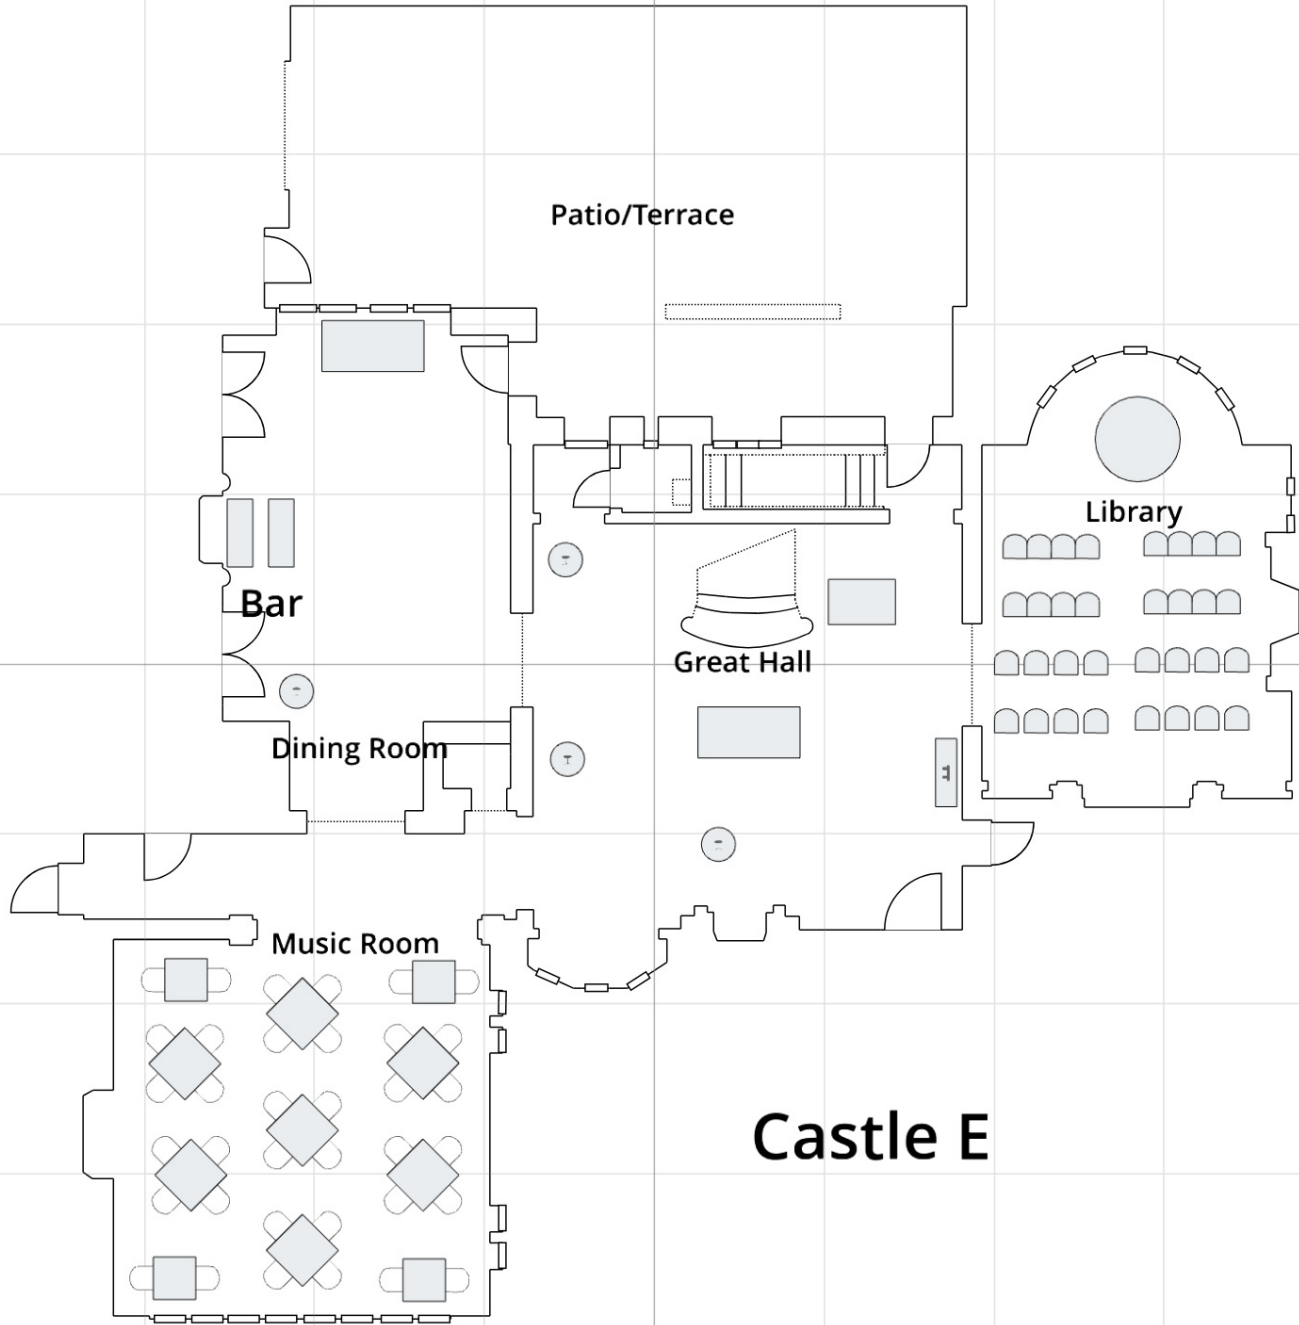 Patio/Terrace
Library
Bar
Great Hall
Dining Room
Music Room
Castle E